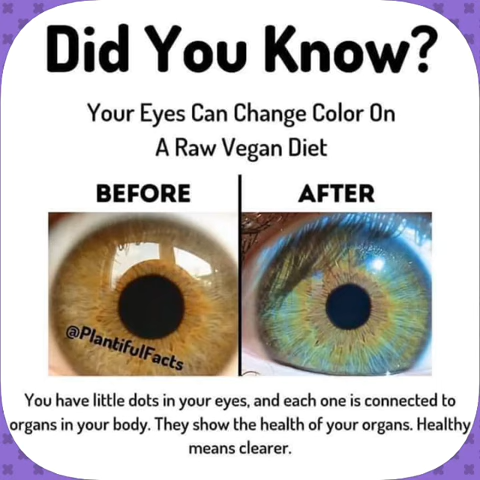 Did You Know?
Your Eyes Can Change Color On
A Raw Vegan Diet
BEFORE
AFTER
@PlantifulFacts
You have little dots in your eyes, and each one is connected to
organs in your body. They show the health of your organs. Healthy
means clearer.